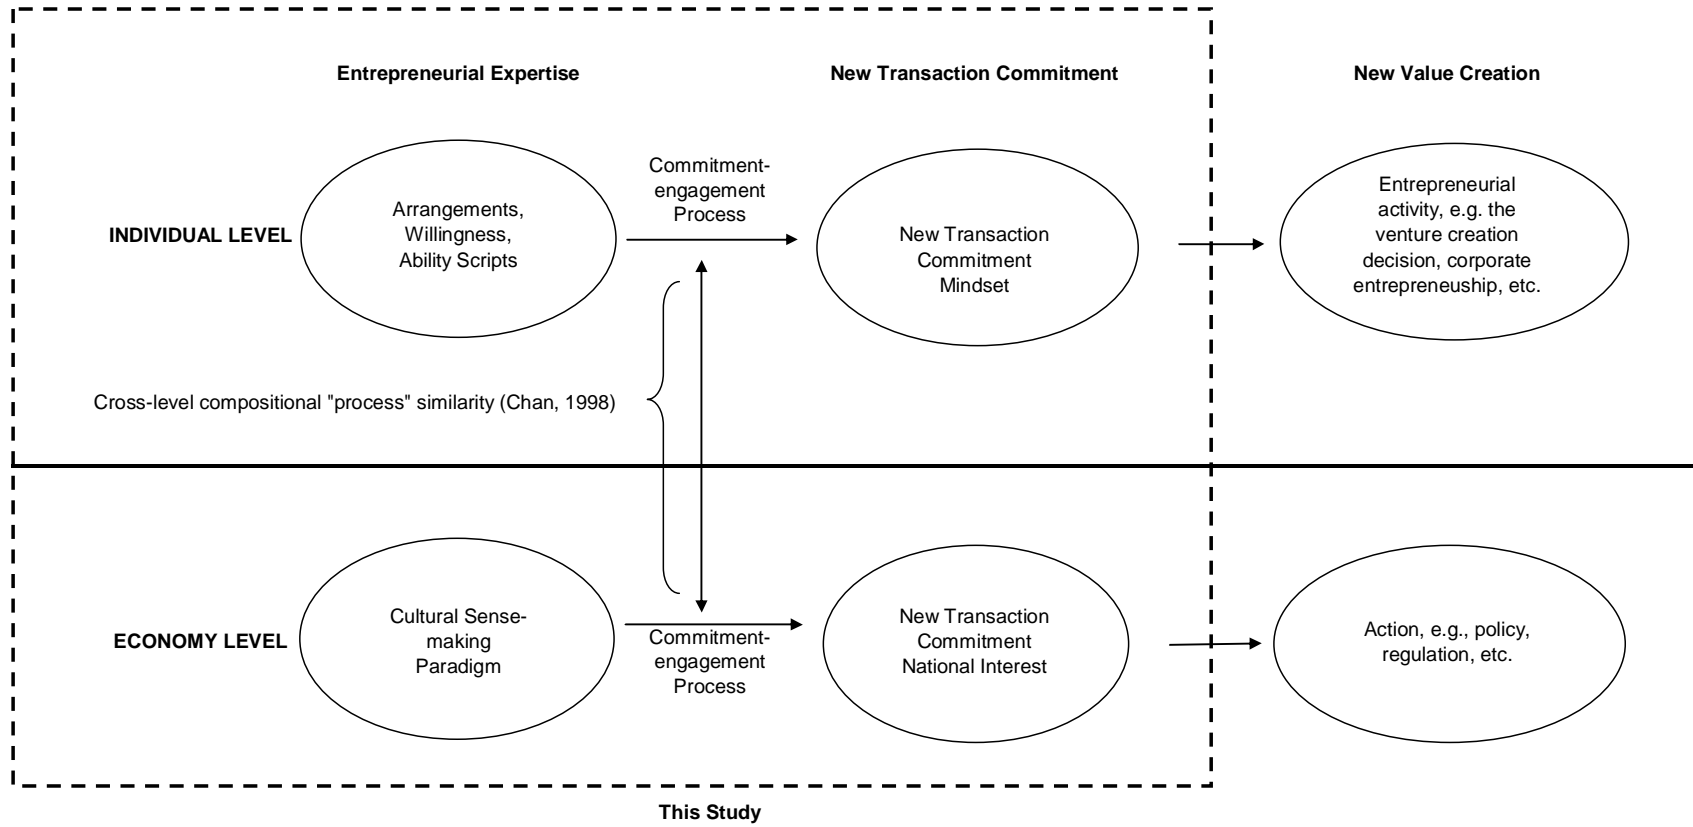 Entrepreneurial Expertise
New Transaction Commitment
New Value Creation
INDIVIDUAL LEVEL
Arrangements,
Willingness,
Ability Scripts
Commitment-
engagement
Process
New Transaction
Commitment
Mindset
Entrepreneurial
activity, e.g. the
venture creation
decision, corporate
entrepreneuship, etc.
Cross-level compositional "process" similarity (Chan, 1998)
ECONOMY LEVEL
Cultural Sense-
making
Paradigm
Commitment-
engagement
Process
New Transaction
Commitment
National Interest
Action, e.g., policy,
regulation, etc.
This Study